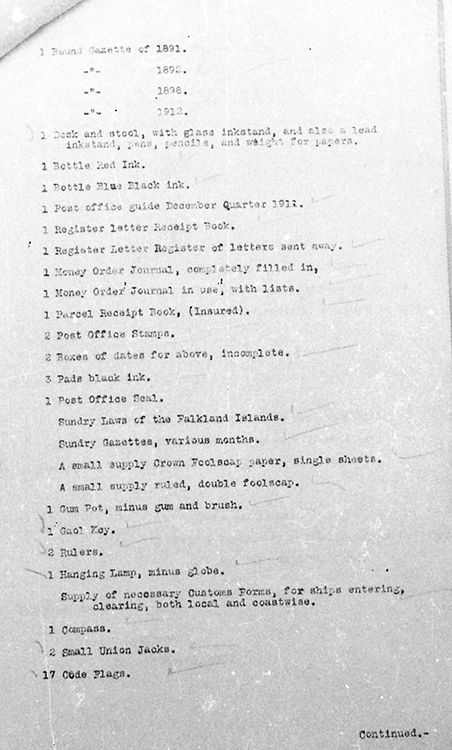 1 Bound Gazette of 1891.
-"- 1892.
-"- 1898.
-"- 1912.
1 Desk and stool, with glass inkstand, and also a lead
inkstand, pens, pencils, and weight for papers.
1 Bottle Red Ink.
1 Bottle Blue Black ink.
1 Post office guide December Quarter 1911.
1 Register letter Receipt Book.
1 Register Letter Register of letters sent away.
1 Money Order Journal, completely filled in,
1 Money Order Journal in use, with lists.
1 Parcel Receipt Book, (Insured).
2 Post Office Stamps.
2 Boxes of dates for above, incomplete.
3 Pads black ink.
1 Post Office Seal.
Sundry Laws of the Falkland Islands.
Sundry Gazettes, various months.
A small supply Crown Foolscap paper, single sheets.
A small supply ruled, double foolscap.
1 Gum Pot, minus gum and brush.
1 Gaol Key.
2 Rulers.
1 Hanging Lamp, minus globe.
Supply of necessary Customs Forms, for ships entering,
clearing, both local and coastwise.
1 Compass.
2 Small Union Jacks.
17 Code Flags.
Continued.-